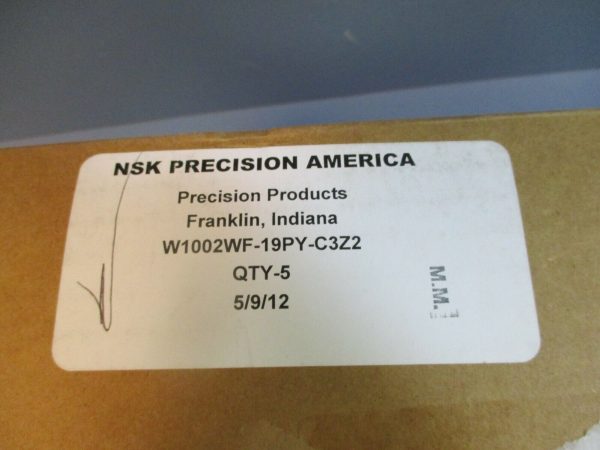 NSK PRECISION AMERICA
Precision Products
Franklin, Indiana
W1002WF-19PY-C3Z2
QTY-5
5/9/12
M.M.